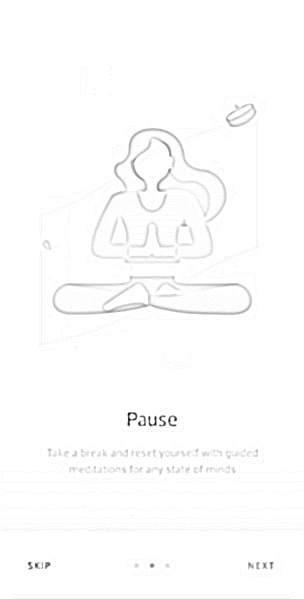 Pause
Take a break and reset yourself with guided
meditations for any state of minds
SKIP
NEXT